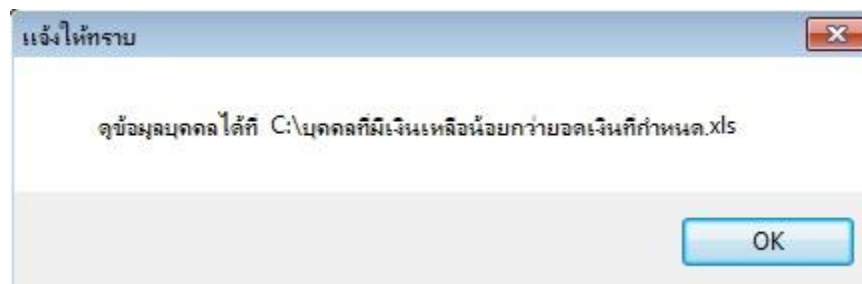 แจ้งให้ทราบ
ดูข้อมูลบุคคลได้ที่ C:\บุคคลที่มีเงินเหลือน้อยกว่ายอดเงินที่กำหนด.xls
OK